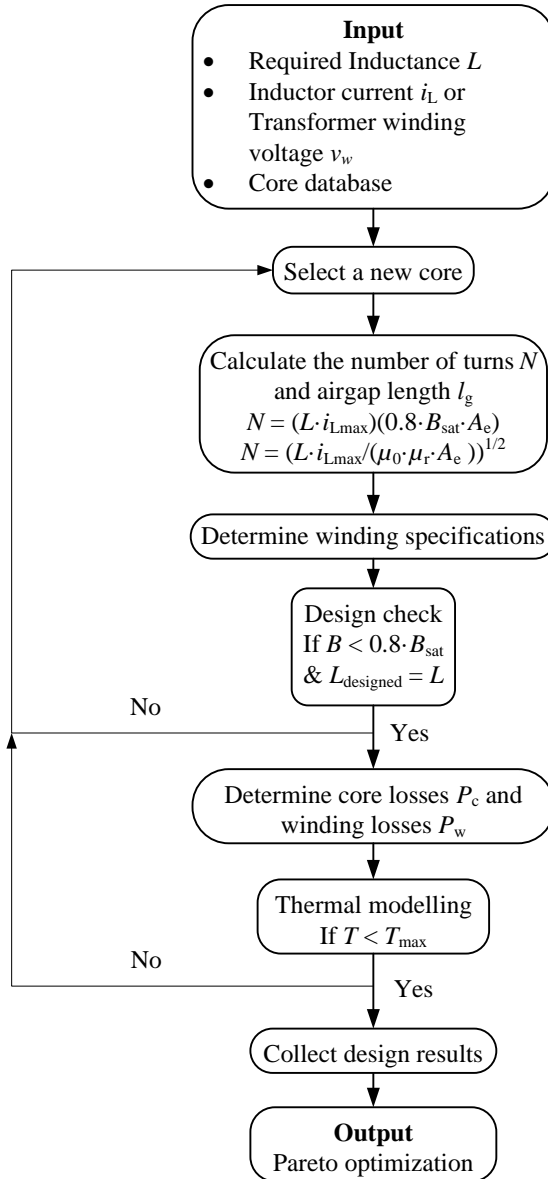 Input
• Required Inductance L
• Inductor current iL or
Transformer winding
voltage vw
• Core database
Select a new core
Calculate the number of turns N
and airgap length lg
N = (L·iLmax)(0.8·Bsat·Ae)
N = (L·iLmax/(μ0·μr·Ae ))1/2
Determine winding specifications
Design check
If B < 0.8·Bsat
& Ldesigned = L
No
Yes
Determine core losses Pc and
winding losses Pw
Thermal modelling
If T < Tmax
No
Yes
Collect design results
Output
Pareto optimization